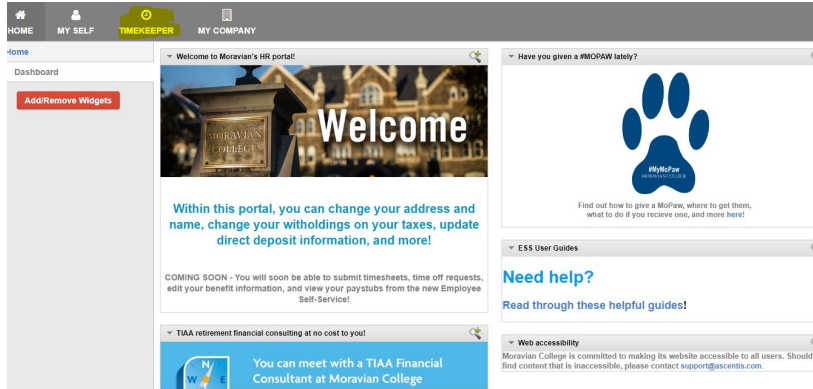 HOME
MY SELF
TIMEKEEPER
MY COMPANY
Home
Dashboard
Add/Remove Widgets
Welcome to Moravian's HR portal!
MORAVIAN
COLLEGE
Welcome
Within this portal, you can change your address and
name, change your witholdings on your taxes, update
direct deposit information, and more!
COMING SOON - You will soon be able to submit timesheets, time off requests,
edit your benefit information, and view your paystubs from the new Employee
Self-Service!
TIAA retirement financial consulting at no cost to you!
N
W
E
You can meet with a TIAA Financial
Consultant at Moravian College
Have you given a #MOPAW lately?
#MyMoPaw
MORAVIAN COLLEGE
Find out how to give a MoPaw, where to get them,
what to do if you recieve one, and more here!
ESS User Guides
Need help?
Read through these helpful guides!
Web accessibility
Moravian College is committed to making its website accessible to all users. Should
find content that is inaccessible, please contact support@ascentis.com.